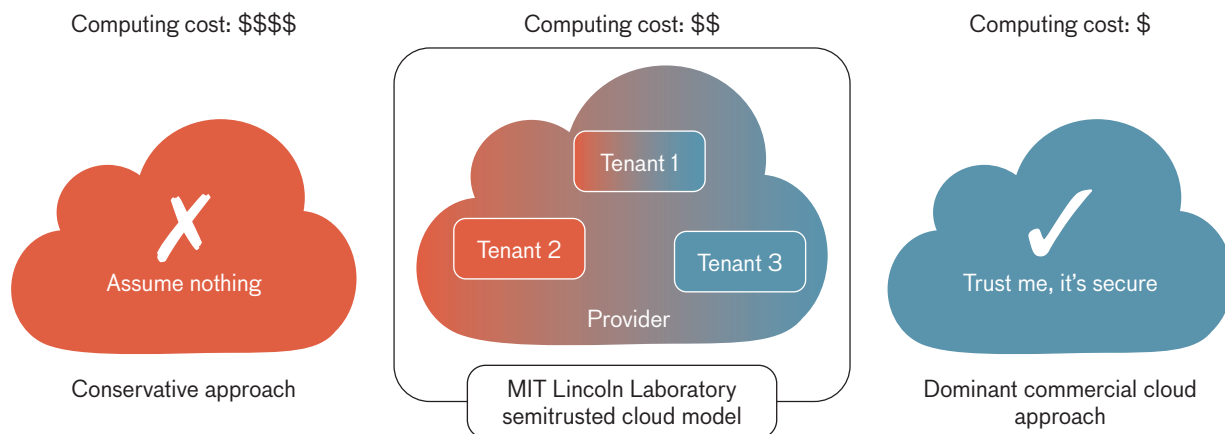 Computing cost: $$$$
Computing cost: $$
Computing cost: $
Tenant 1
Tenant 2
Tenant 3
Assume nothing
Provider
Trust me, it's secure
Conservative approach
MIT Lincoln Laboratory
semitrusted cloud model
Dominant commercial cloud
approach